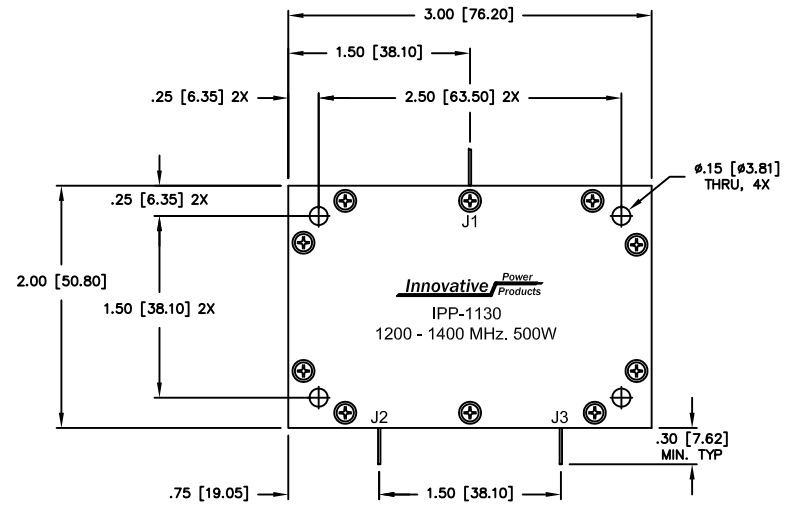 3.00 [76.20]
1.50 [38.10]
.25 [6.35] 2X
2.50 [63.50] 2X
ø.15 [ø3.81]
THRU, 4X
.25 [6.35] 2X
J1
2.00 [50.80]
Innovative Power Products
1.50 [38.10] 2X
IPP-1130
1200 - 1400 MHz. 500W
J2
J3
.30 [7.62]
MIN. TYP
.75 [19.05]
1.50 [38.10]